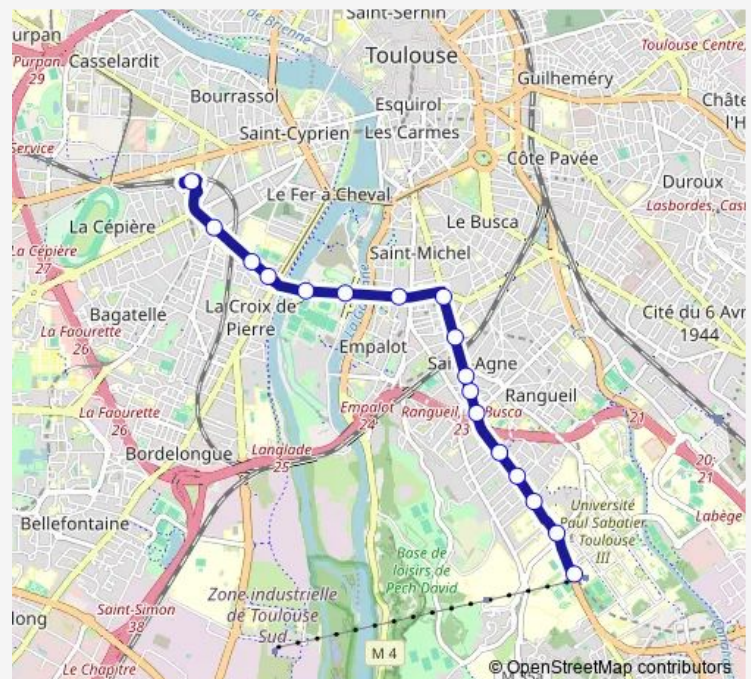 Saint-Sernin
de Brienne
urpan
Purpan
29
Casselardit
Toulouse
Toulouse Centre,
Guilheméry
Bourrassol
Esquirol
Châte
l'H
Saint-Cyprien
Les Carmes
Service
Côte Pavée
Le Fer à Cheval
Duroux
Lasbordes, Cast
La Cépière
Le Busca
La Cépière
27
Saint-Michel
La Croix de
Pierre
Cité du 6 Avr
1944
Bagatelle
La Faourette
26
Empalot
Sai
Agne
Rangueil
La Faourette
26
Empalot
24
Rangueil,
Busca
23
21
Bordelongue
Langlade
25
20;
21
Université
Paul Sabatier
Toulouse
III
Labège
Bellefontaine
Base de
loisirs de
Pech David
Zone industrielle
de Toulouse
Sud
long
Saint-Simon
38
M 4
Le Chapitre
© OpenStreetMap contributors